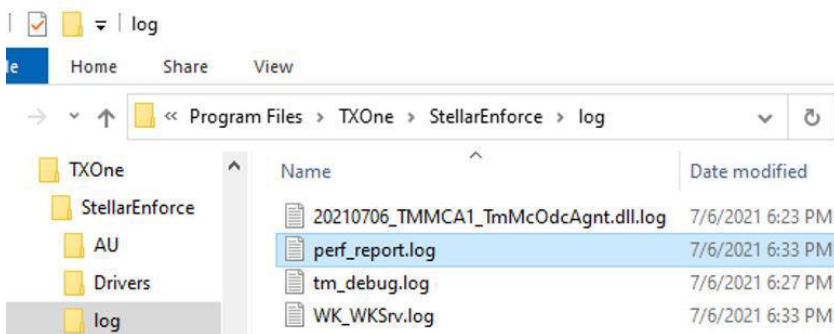 log
le Home Share View
« Program Files > TXOne > StellarEnforce > log
TXOne
StellarEnforce
AU
Drivers
log
Name Date modified
20210706_TMMCA1_TmMcOdcAgnt.dll.log 7/6/2021 6:23 PM
perf_report.log 7/6/2021 6:33 PM
tm_debug.log 7/6/2021 6:27 PM
WK_WKSrv.log 7/6/2021 6:33 PM